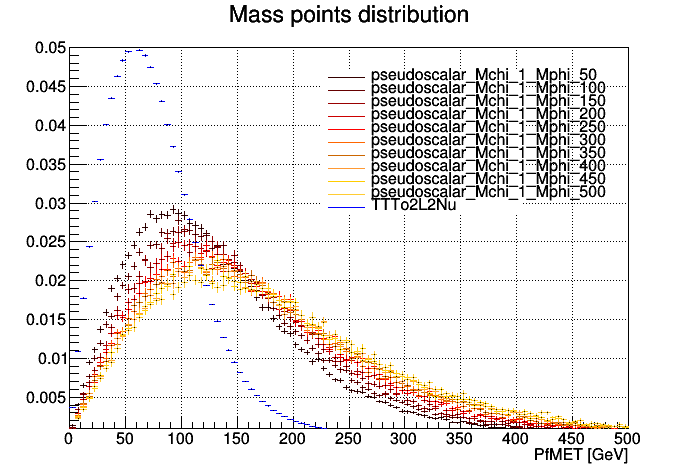 Mass points distribution
0.05
0.045
0.04
0.035
0.03
0.025
0.02
0.015
0.01
0.005
pseudoscalar_Mchi_1_Mphi_50
pseudoscalar_Mchi_1_Mphi_100
pseudoscalar_Mchi_1_Mphi_150
pseudoscalar_Mchi_1_Mphi_200
pseudoscalar_Mchi_1_Mphi_250
pseudoscalar_Mchi_1_Mphi_300
pseudoscalar_Mchi_1_Mphi_350
pseudoscalar_Mchi_1_Mphi_400
pseudoscalar_Mchi_1_Mphi_450
pseudoscalar_Mchi_1_Mphi_500
TTTo2L2Nu
0 50 100 150 200 250 300 350 400 450 500
PfMET [GeV]